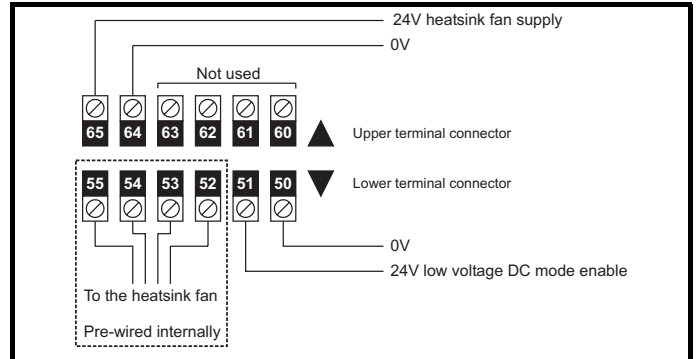 24V heatsink fan supply
0V
Not used
65 64 63 62 61 60
Upper terminal connector
55 54 53 52 51 50
Lower terminal connector
0V
24V low voltage DC mode enable
To the heatsink fan
Pre-wired internally